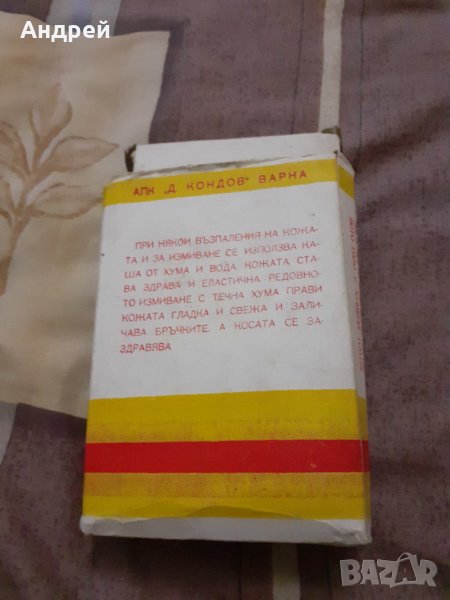 Андрей
АПК „Д. КОНДОВ" ВАРНА
ПРИ НЯКОИ ВЪЗПАЛЕНИЯ НА КОЖА-
ТА И ЗА ИЗМИВАНЕ СЕ ИЗПОЛЗВА КА-
ША ОТ ХУМА И ВОДА. КОЖАТА СТА-
ВА ЗДРАВА И ЕЛАСТИЧНА. РЕДОВНО-
ТО ИЗМИВАНЕ С ТЕЧНА ХУМА ПРАВИ
КОЖАТА ГЛАДКА И СВЕЖА И ЗАЛИ-
ЧАВА БРЪЧКИТЕ, А КОСАТА СЕ ЗА-
ЗДРАВЯВА
BAZAR